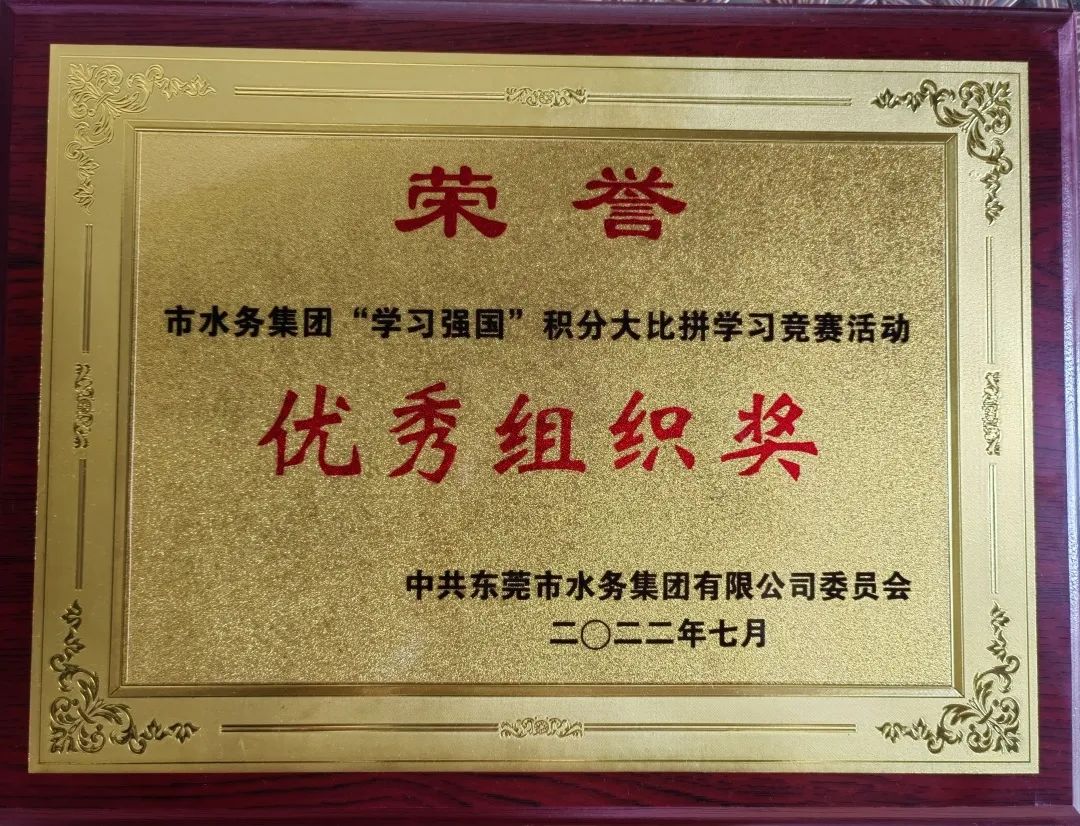 荣誉
市水务集团“学习强国”积分大比拼学习竞赛活动
优秀组织奖
中共东莞市水务集团有限公司委员会
二〇二二年七月